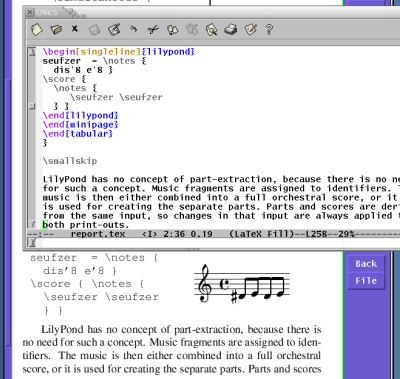 \begin[singleline]{lilypond}
seufzer  = \notes {
  dis'8 e'8 }
\score {
  \notes {
    \seufzer \seufzer
  } }
\end{lilypond}
\end{minipage}
\end{tabular}
}
\smallskip
LilyPond has no concept of part-extraction, because there is no ne
for such a concept. Music fragments are assigned to identifiers.
music is then either combined into a full orchestral score, or it
is used for creating the separate parts. Parts and scores are der
from the same input, so changes in that input are always applied t
both print-outs.
--:--   report.tex   <I> 2:36 0.19   (LaTeX Fill)--L258--29%--------
Back
File
seufzer  = \notes {
  dis'8 e'8 }
\score { \notes {
  \seufzer \seufzer
  } }
LilyPond has no concept of part-extraction, because there is
no need for such a concept. Music fragments are assigned to iden-
tifiers. The music is then either combined into a full orchestral
score, or it is used for creating the separate parts. Parts and scores